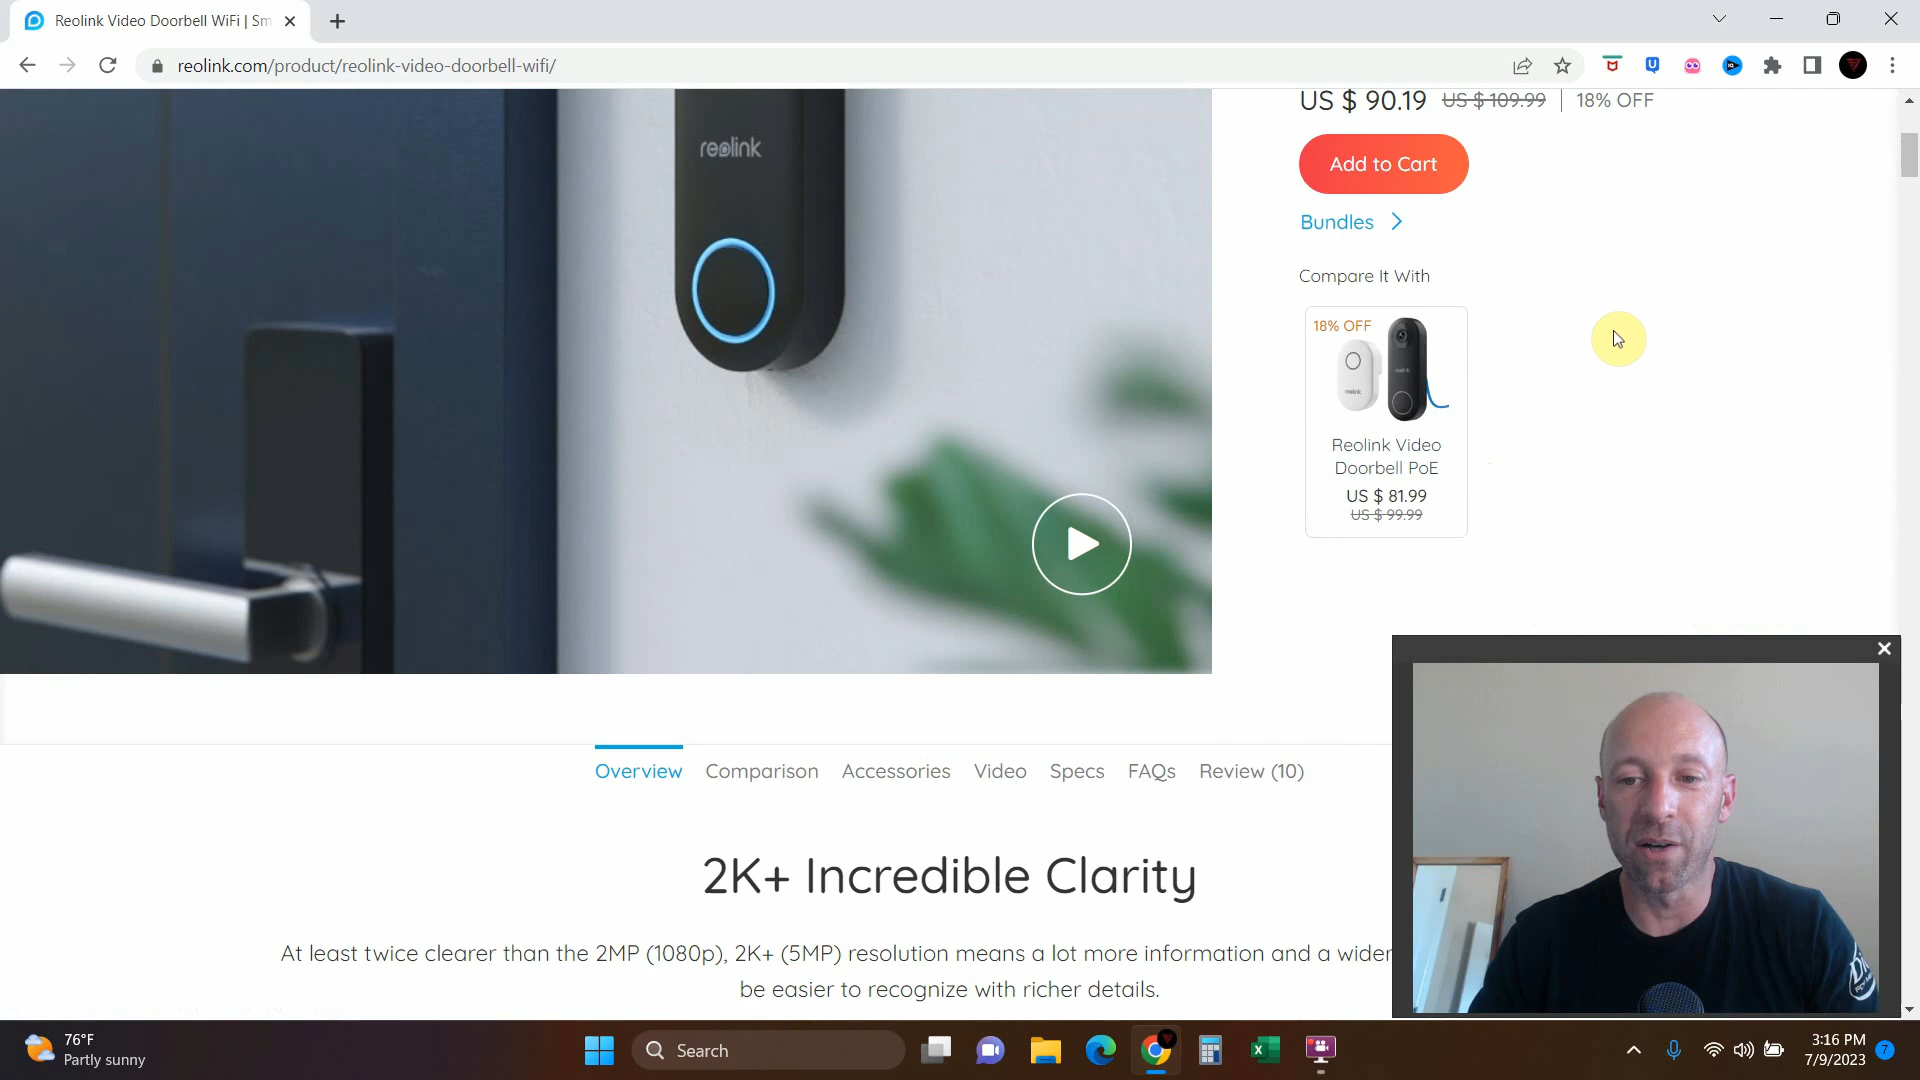 Reolink Video Doorbell WiFi | Sm
reolink.com/product/reolink-video-doorbell-wifi/
reolink
US $ 90.19 US $ 109.99 18% OFF
Add to Cart
Bundles
Compare It With
18% OFF
reolink
reolink
Reolink Video
Doorbell PoE
US $ 81.99
US $ 99.99
Overview Comparison Accessories Video Specs FAQs Review (10)
2K+ Incredible Clarity
At least twice clearer than the 2MP (1080p), 2K+ (5MP) resolution means a lot more information and a wider
be easier to recognize with richer details.
76°F
Partly sunny
Search
3:16 PM
7/9/2023
7